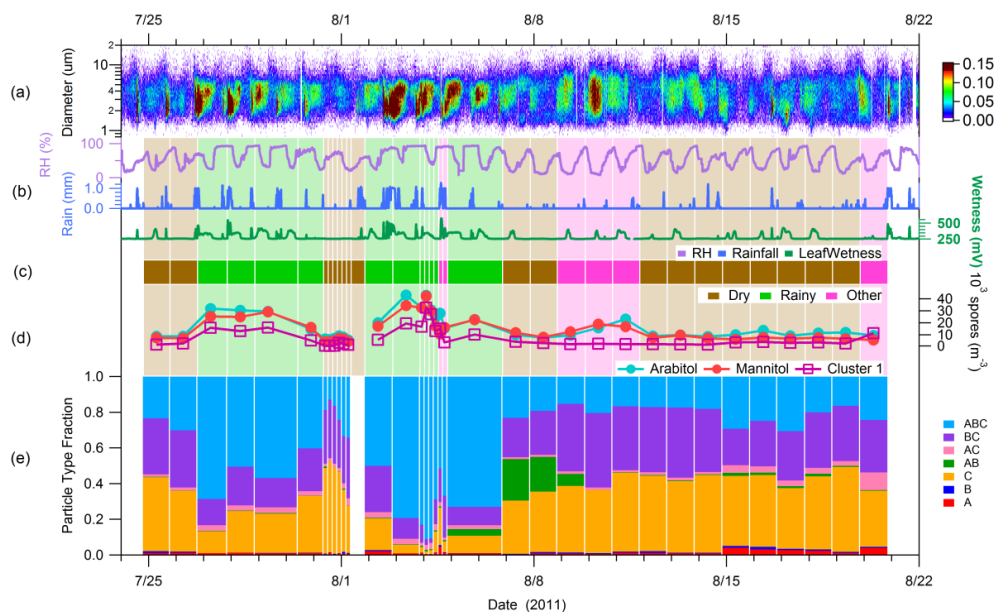 7/25 8/1 8/8 8/15 8/22
(a)
Diameter (um)
2
10
4
2
1
0.15
0.10
0.05
0.00
(b)
RH (%)
100
0
Rain (mm)
1.0
0.0
Wetness (mV)
500
250
RH Rainfall LeafWetness
(c)
Dry Rainy Other
(d)
10³ spores (m⁻³)
40
30
20
10
0
Arabitol Mannitol Cluster 1
(e)
Particle Type Fraction
1.0
0.8
0.6
0.4
0.2
0.0
ABC
BC
AC
AB
C
B
A
7/25 8/1 8/8 8/15 8/22
Date (2011)